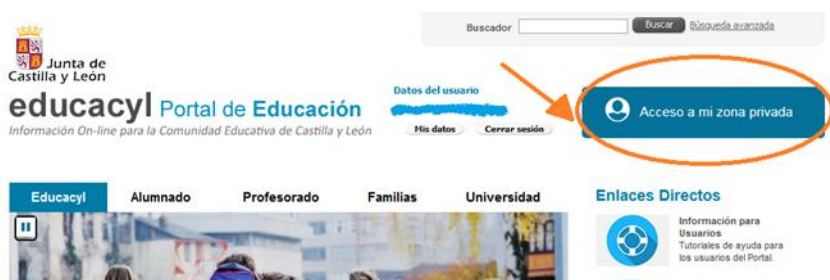 Buscador
Buscar
Búsqueda avanzada
Junta de
Castilla y León
educacyl Portal de Educación
Información On-line para la Comunidad Educativa de Castilla y León
Datos del usuario
Mis datos
Cerrar sesión
Acceso a mi zona privada
Educacyl
Alumnado
Profesorado
Familias
Universidad
Enlaces Directos
Información para
Usuarios
Tutoriales de ayuda para
los usuarios del Portal.